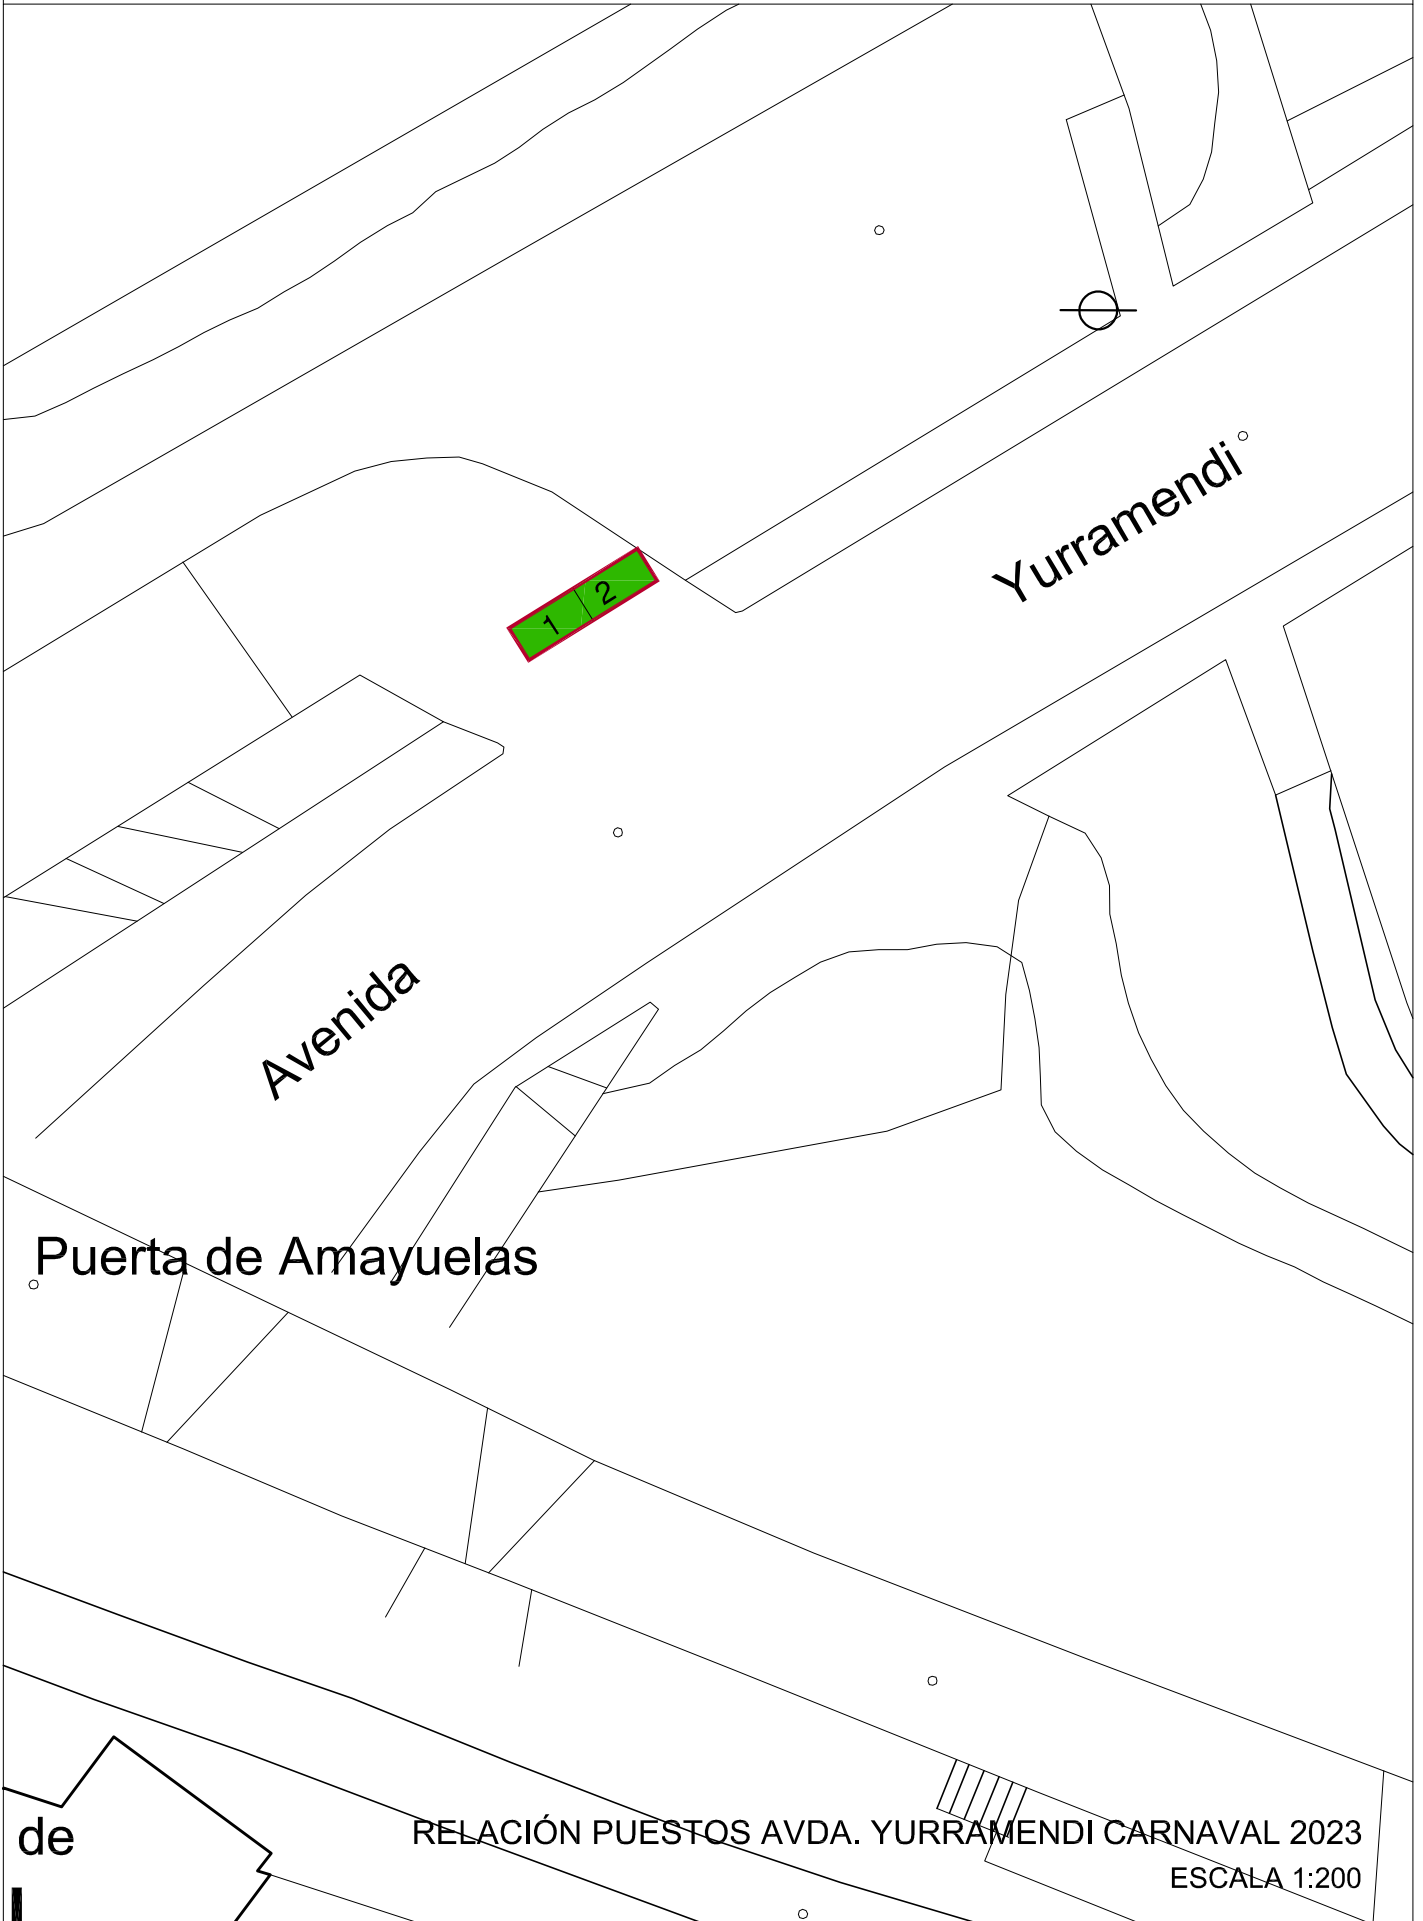 Yurramendi
1
2
Avenida
Puerta de Amayuelas
de
RELACIÓN PUESTOS AVDA. YURRAMENDI CARNAVAL 2023
ESCALA 1:200